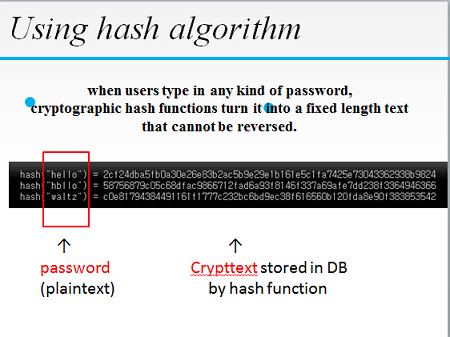 Using hash algorithm
when users type in any kind of password,
cryptographic hash functions turn it into a fixed length text
that cannot be reversed.
hash("hello") = 2cf24dba5fb0a30e26e83b2ac5b9e29e1b161e5c1fa7425e73043362938b9824
hash("hbllo") = 58756879c05c68dfac9866712fad6a93f8146f337a69afe7dd238f3364946366
hash("waltz") = c0e81794384491161f1777c232bc6bd9ec38f616560b120fda8e90f383853542
↑ ↑
password Crypttext stored in DB
(plaintext) by hash function